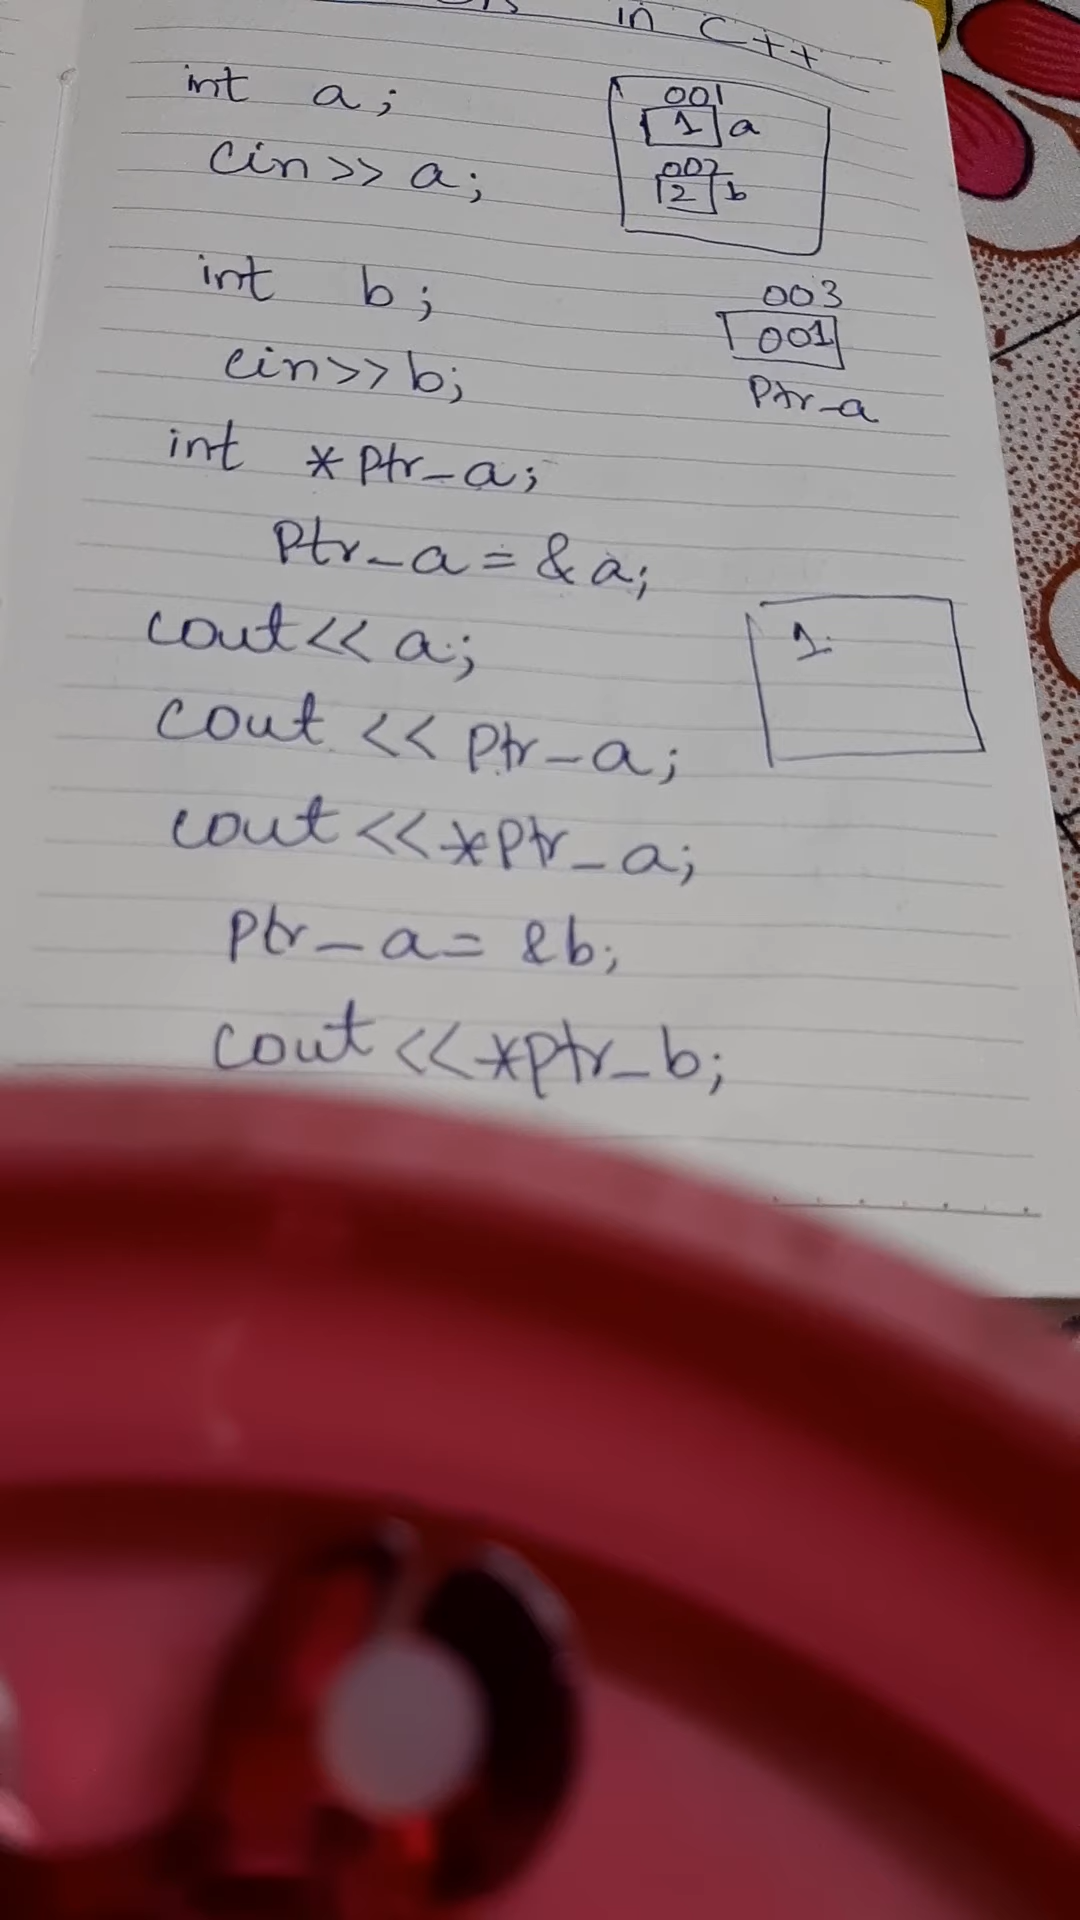 in C++
int a;
cin>> a;
001
1 a
002
2 b
int b;
cin>>b;
003
001
Ptr_a
int *Ptr_a;
Ptr_a = & a;
cout<< a;
1
cout << Ptr_a;
cout <<*Ptr_a;
Ptr_a= &b;
cout <<*ptr_b;